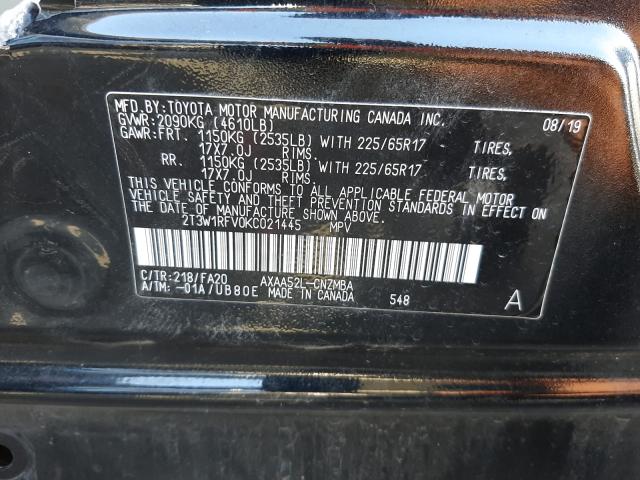 MFD.BY:TOYOTA MOTOR MANUFACTURING CANADA INC. 08/19
GVWR:2090KG (4610LB)
GAWR:FRT. 1150KG (2535LB) WITH 225/65R17 TIRES,
17X7.0J RIMS
RR. 1150KG (2535LB) WITH 225/65R17 TIRES,
17X7.0J RIMS
THIS VEHICLE CONFORMS TO ALL APPLICABLE FEDERAL MOTOR
VEHICLE SAFETY AND THEFT PREVENTION STANDARDS IN EFFECT ON
THE DATE OF MANUFACTURE SHOWN ABOVE.
2T3W1RFV0KC021445 MPV
C/TR:218/FA20 AXAA52L-CNZMBA
A/TM: -01A/UB80E MADE IN CANADA 548 A